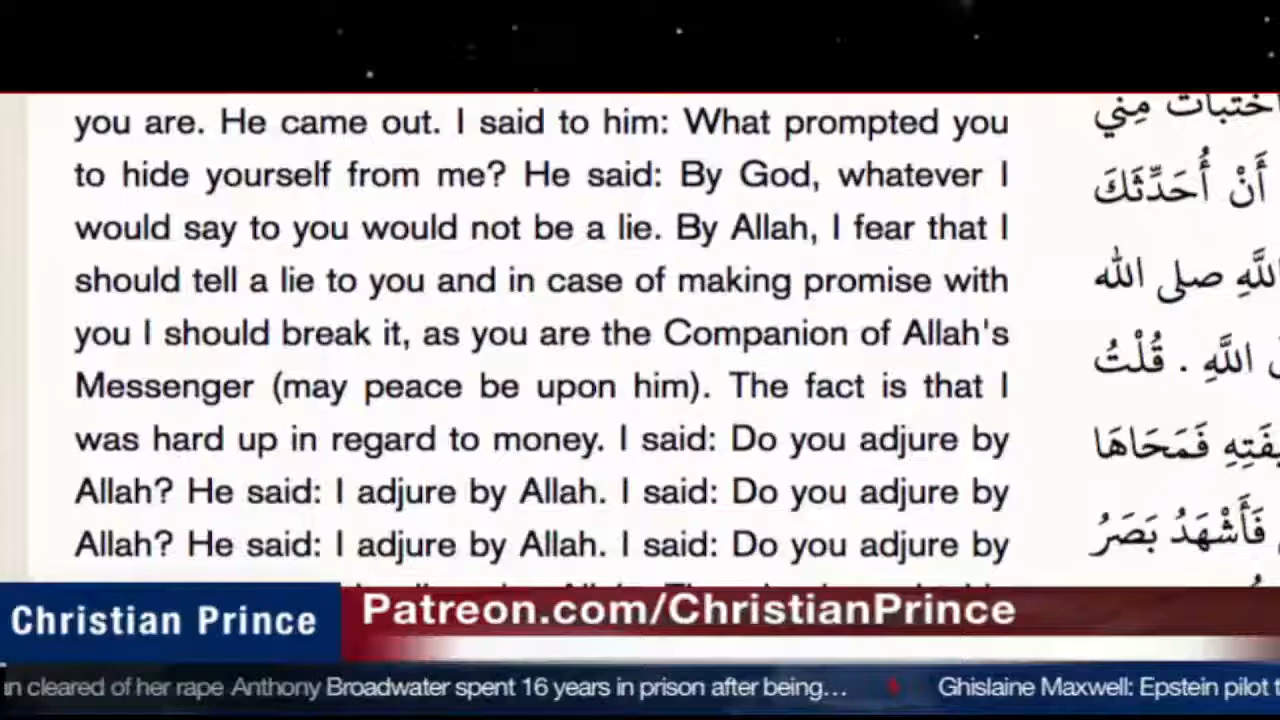 you are. He came out. I said to him: What prompted you
to hide yourself from me? He said: By God, whatever I
would say to you would not be a lie. By Allah, I fear that I
should tell a lie to you and in case of making promise with
you I should break it, as you are the Companion of Allah's
Messenger (may peace be upon him). The fact is that I
was hard up in regard to money. I said: Do you adjure by
Allah? He said: I adjure by Allah. I said: Do you adjure by
Allah? He said: I adjure by Allah. I said: Do you adjure by
اختبأت مِنِّي
أَنْ أُحَدِّثَكَ
اللَّهِ صلى الله
اللَّهِ . قُلْتُ
فَمَحَاهَا
فَأَشْهَدُ بَصَرُ
Christian Prince
Patreon.com/ChristianPrince
cleared of her rape Anthony Broadwater spent 16 years in prison after being... Ghislaine Maxwell: Epstein pilot